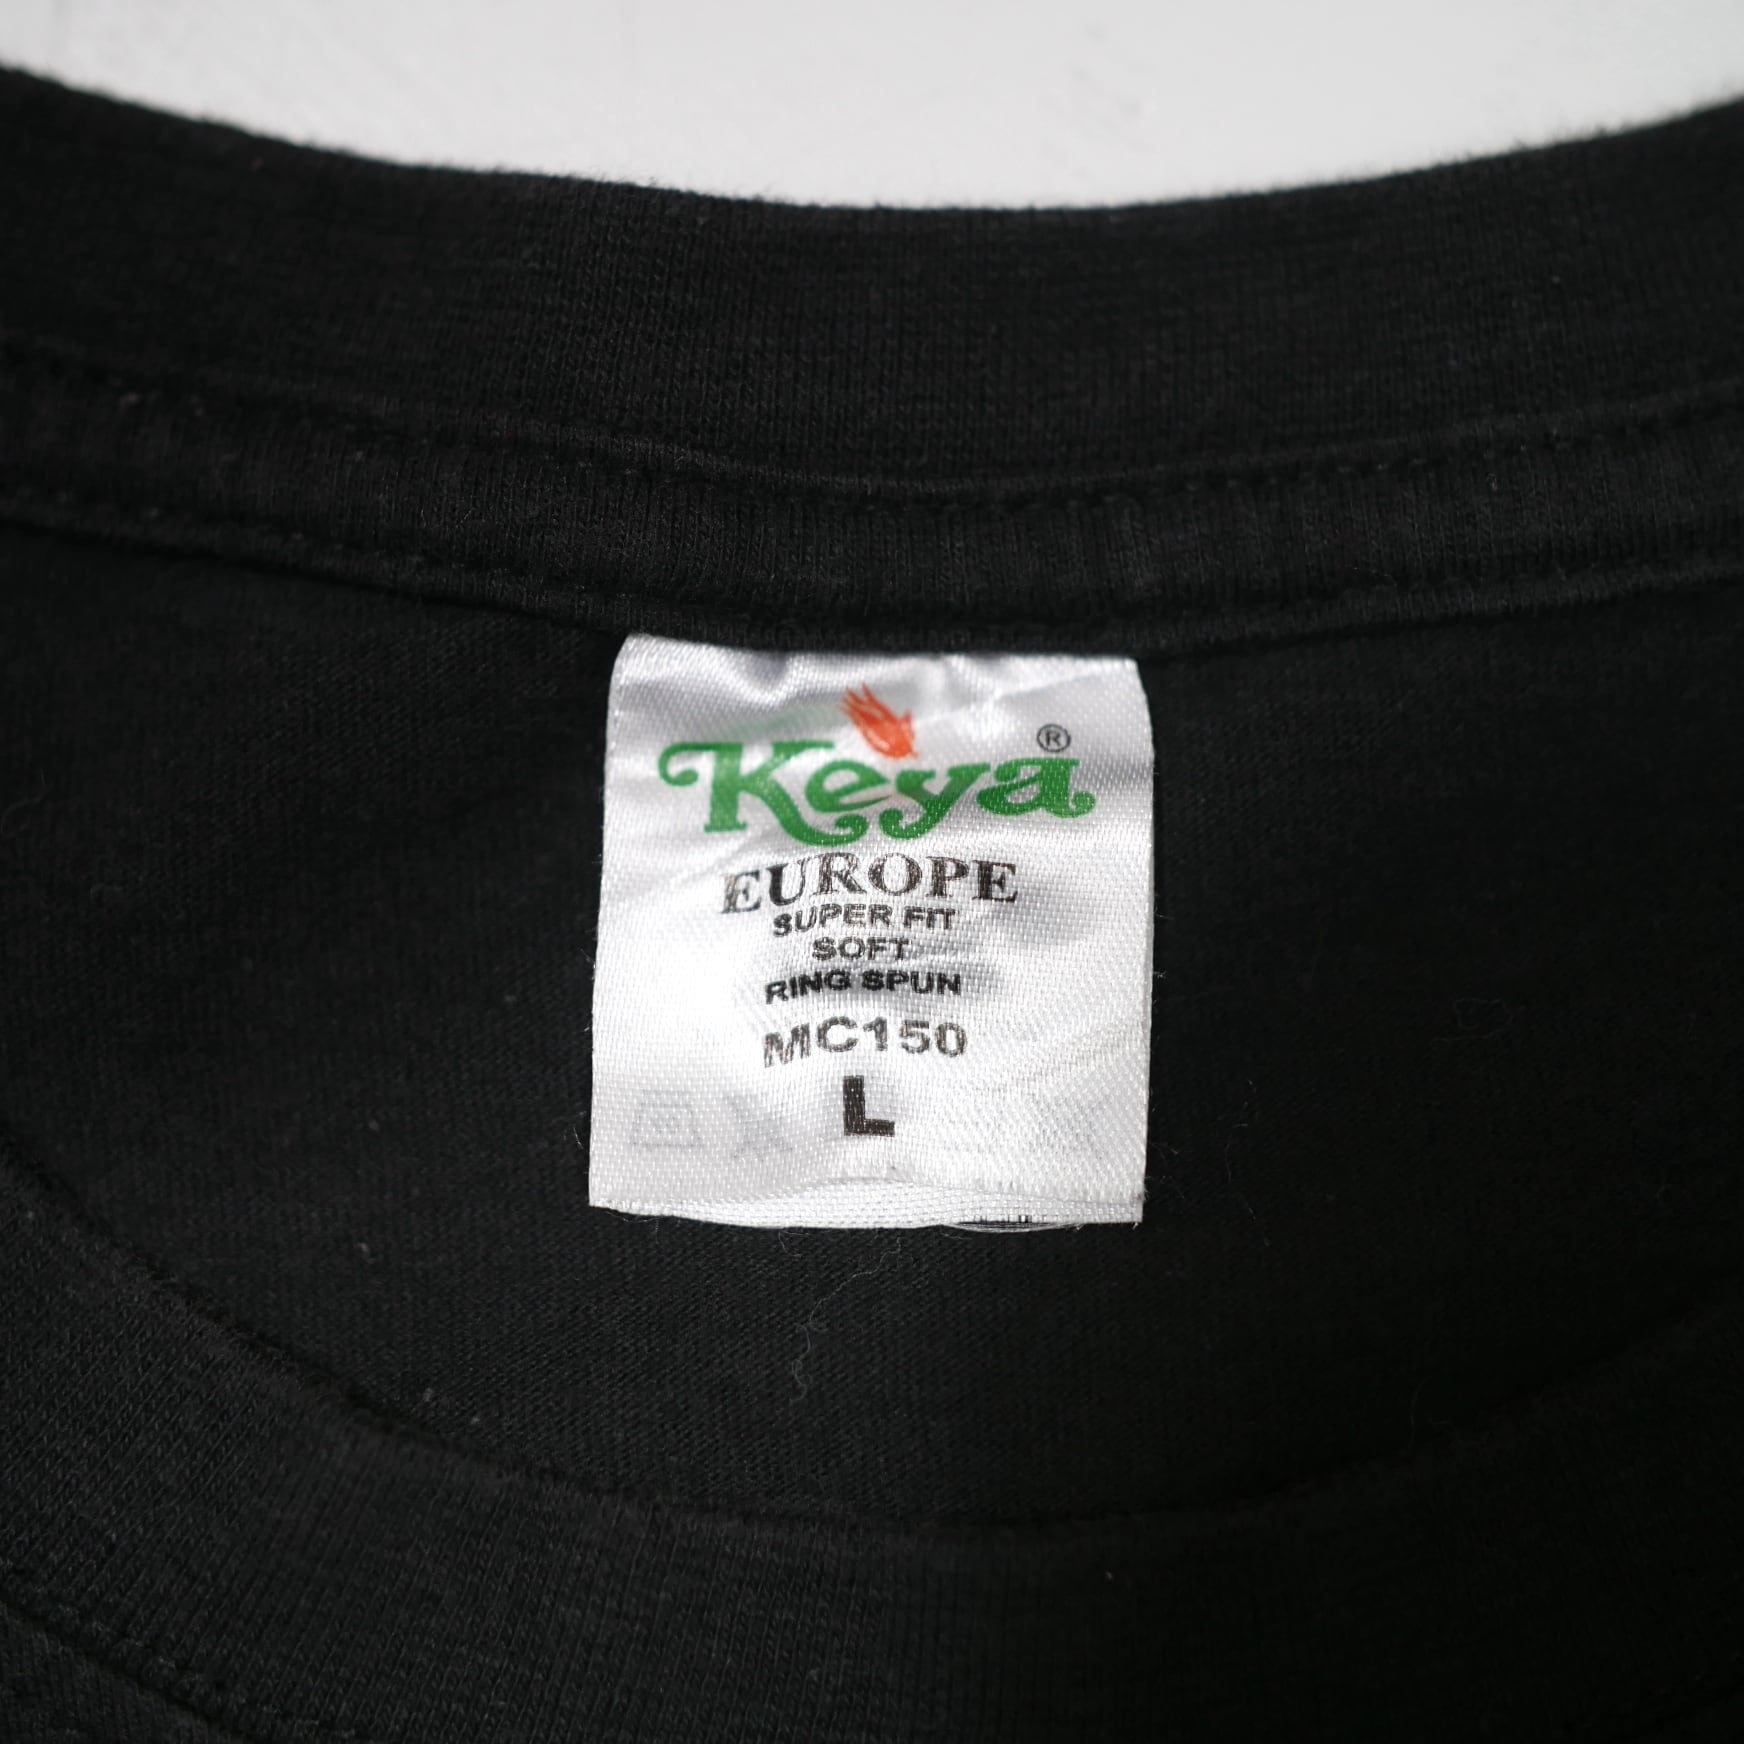 Keya®
EUROPE
SUPER FIT
SOFT
RING SPUN
MC150
L